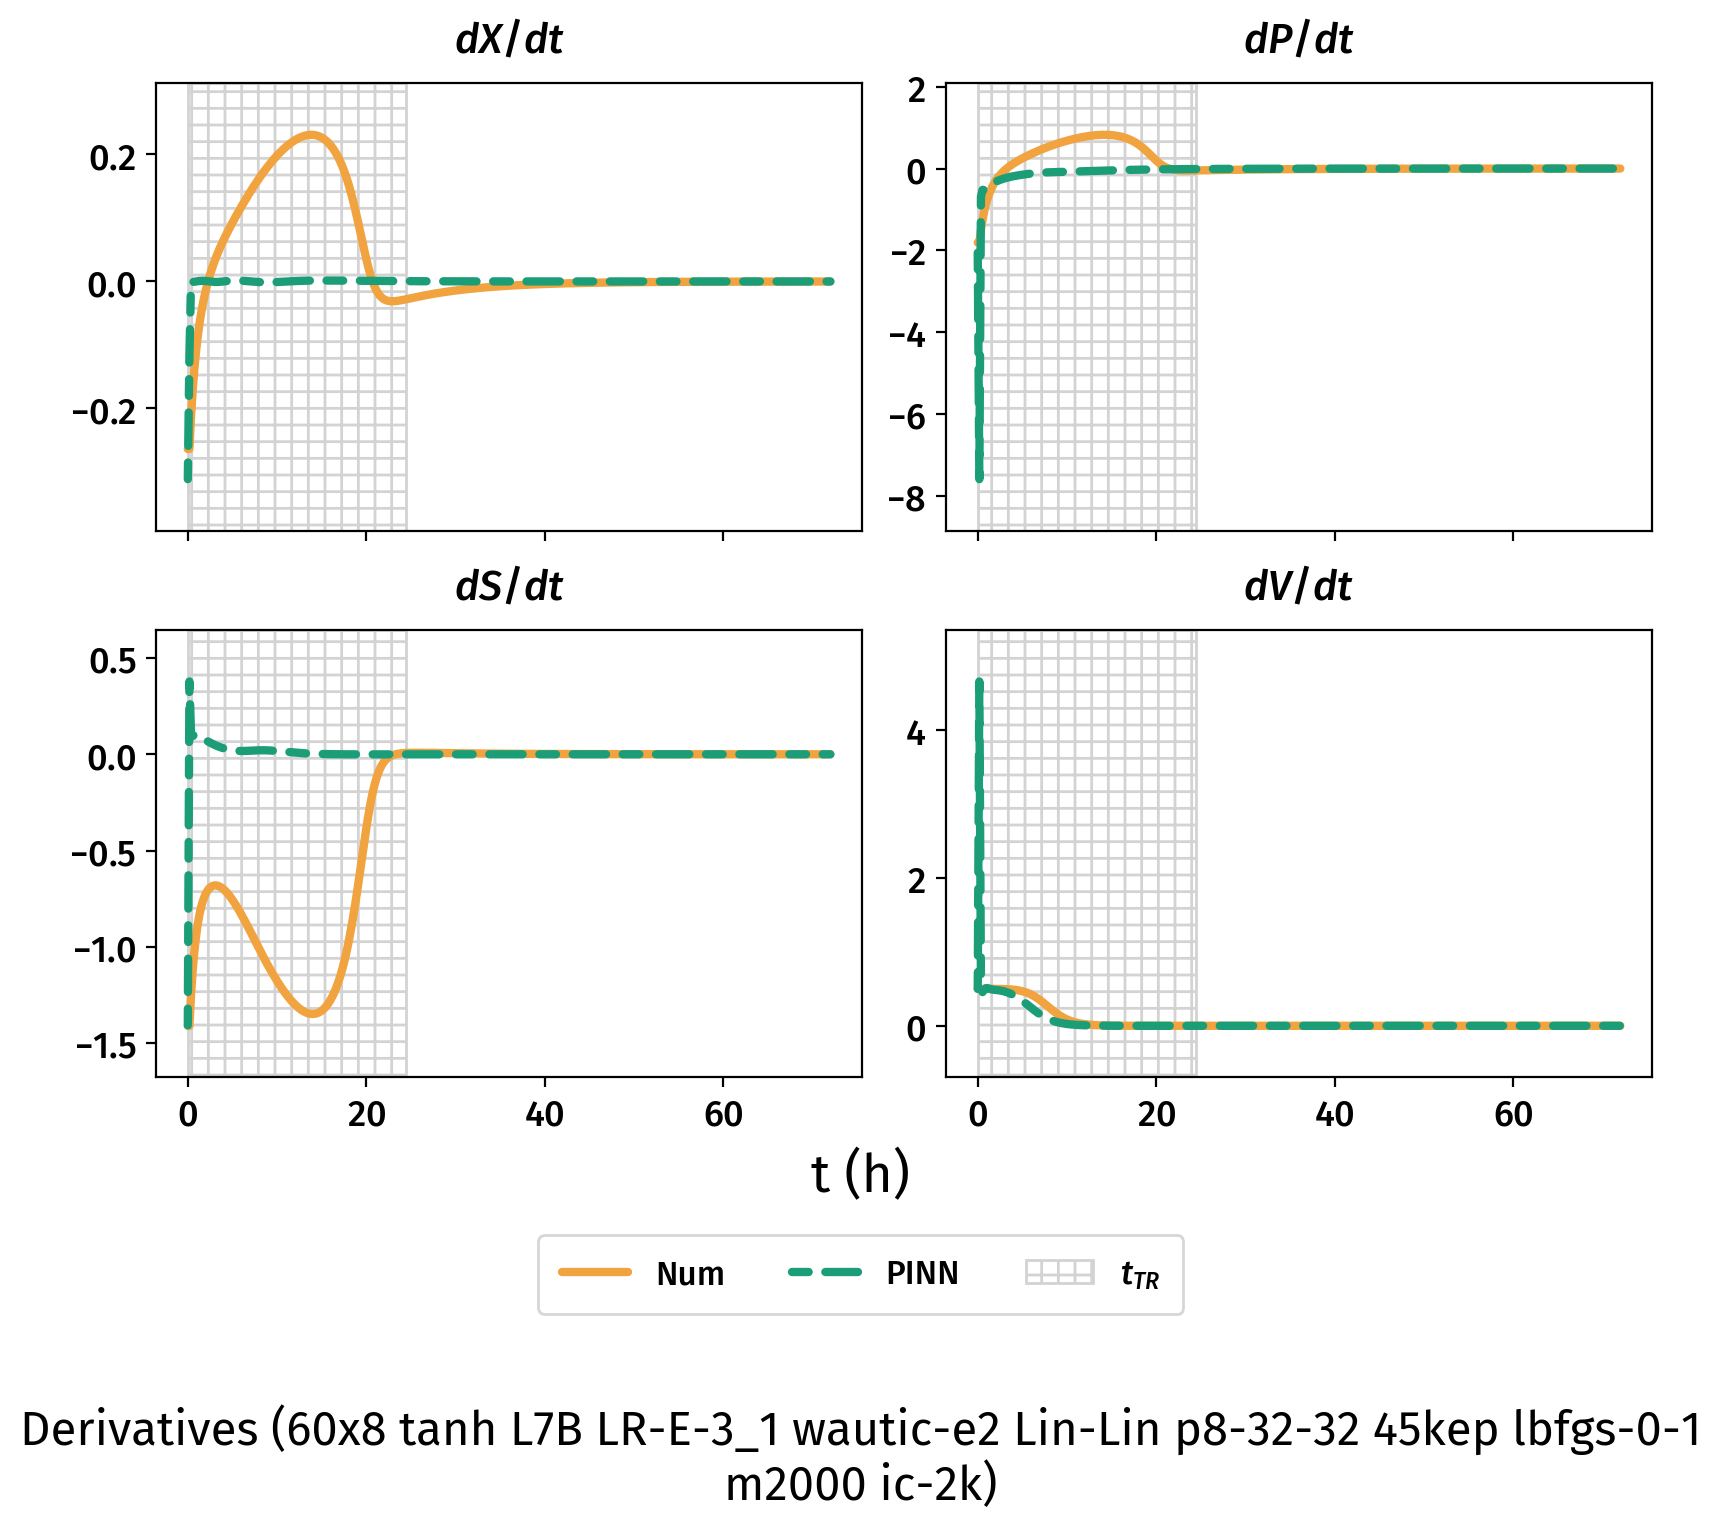 dX/dt
dP/dt
0.2
0.0
−0.2
2
0
−2
−4
−6
−8
dS/dt
dV/dt
0.5
0.0
−0.5
−1.0
−1.5
4
2
0
0 20 40 60
0 20 40 60
t (h)
Num PINN t_TR
Derivatives (60x8 tanh L7B LR-E-3_1 wautic-e2 Lin-Lin p8-32-32 45kep lbfgs-0-1
m2000 ic-2k)